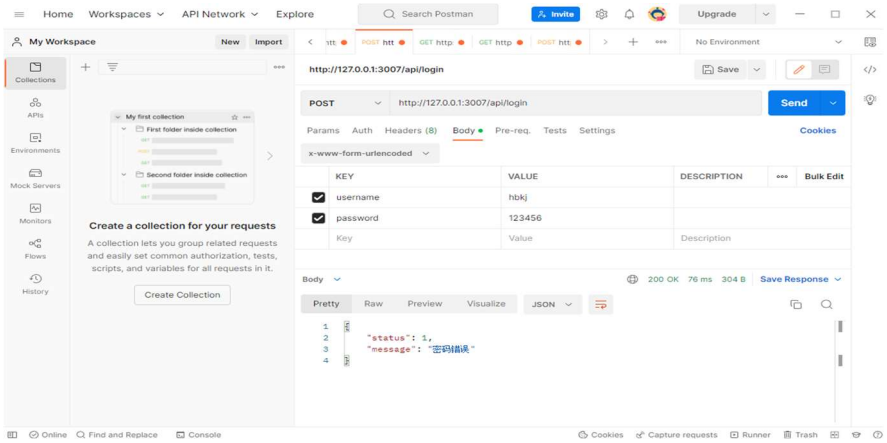 Home Workspaces API Network Explore Search Postman Invite Upgrade
My Workspace New Import POST htt GET http GET http POST htt No Environment
Collections
http://127.0.0.1:3007/api/login Save
APIs
POST http://127.0.0.1:3007/api/login Send
Environments
Params Auth Headers (8) Body Pre-req. Tests Settings Cookies
Mock Servers
x-www-form-urlencoded
Monitors
KEY VALUE DESCRIPTION Bulk Edit
Flows
username hbkj
History
password 123456
Key Value Description
My first collection
First folder inside collection
Second folder inside collection
Create a collection for your requests
A collection lets you group related requests
and easily set common authorization, tests,
scripts, and variables for all requests in it.
Create Collection
Body 200 OK 76 ms 304 B Save Response
Pretty Raw Preview Visualize JSON
1 {
2 "status": 1,
3 "message": "密码错误"
4 }
Online Find and Replace Console Cookies Capture requests Runner Trash